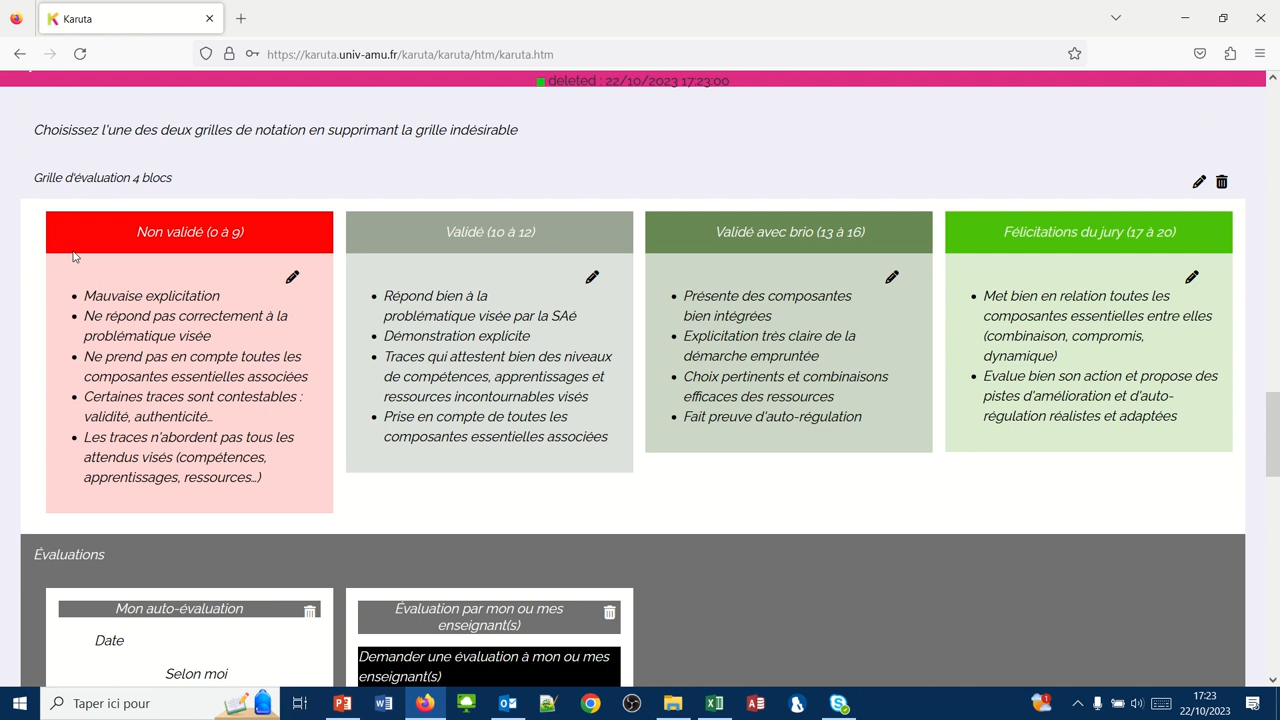 Karuta
https://karuta.univ-amu.fr/karuta/karuta/htm/karuta.htm
deleted : 22/10/2023 17:23:00
Choisissez l'une des deux grilles de notation en supprimant la grille indésirable
Grille d'évaluation 4 blocs
Non validé (0 à 9)
Mauvaise explicitation
Ne répond pas correctement à la
problématique visée
Ne prend pas en compte toutes les
composantes essentielles associées
Certaines traces sont contestables :
validité, authenticité...
Les traces n'abordent pas tous les
attendus visés (compétences,
apprentissages, ressources...)
Validé (10 à 12)
Répond bien à la
problématique visée par la SAé
Démonstration explicite
Traces qui attestent bien des niveaux
de compétences, apprentissages et
ressources incontournables visés
Prise en compte de toutes les
composantes essentielles associées
Validé avec brio (13 à 16)
Présente des composantes
bien intégrées
Explicitation très claire de la
démarche empruntée
Choix pertinents et combinaisons
efficaces des ressources
Fait preuve d'auto-régulation
Félicitations du jury (17 à 20)
Met bien en relation toutes les
composantes essentielles entre elles
(combinaison, compromis,
dynamique)
Evalue bien son action et propose des
pistes d'amélioration et d'auto-
régulation réalistes et adaptées
Évaluations
Mon auto-évaluation
Date
Selon moi
Évaluation par mon ou mes
enseignant(s)
Demander une évaluation à mon ou mes
enseignant(s)
Taper ici pour
17:23
22/10/2023